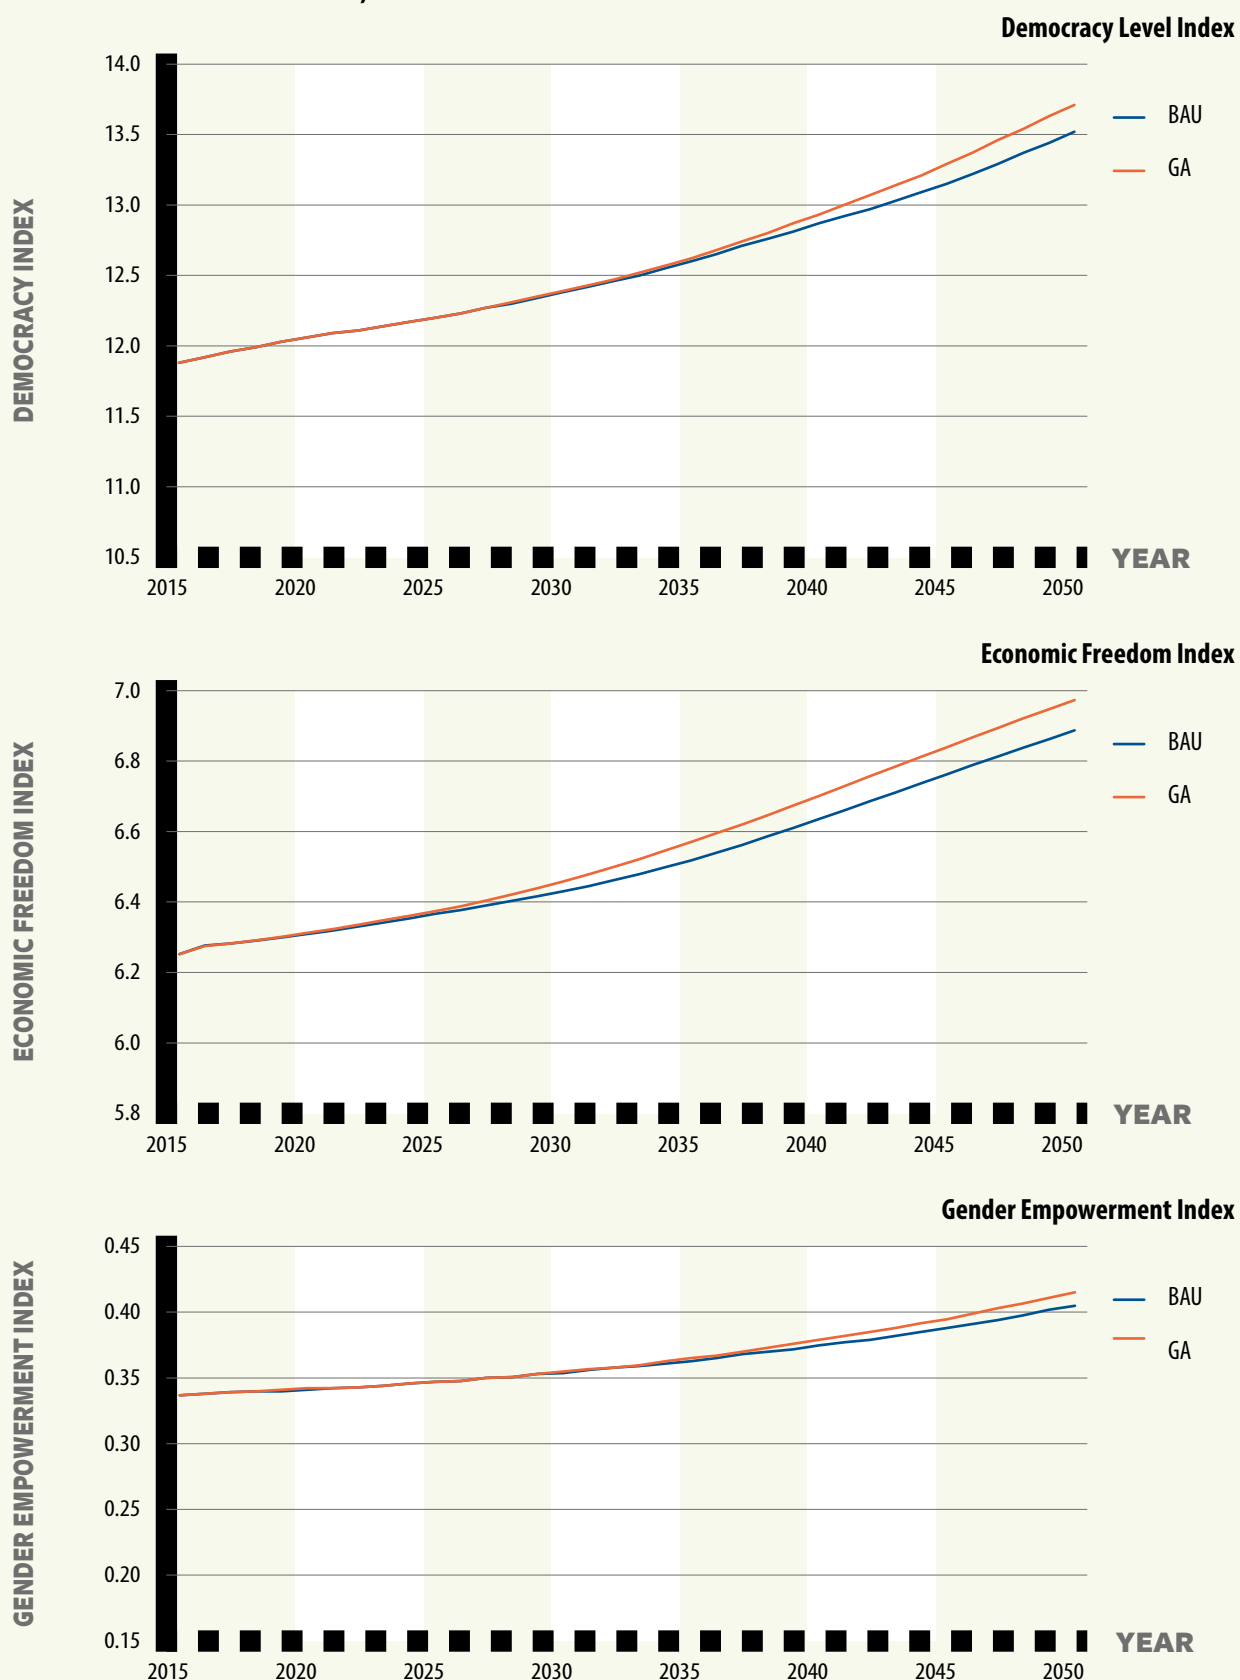 Democracy Level Index
DEMOCRACY INDEX
14.0
13.5
13.0
12.5
12.0
11.5
11.0
10.5
BAU
GA
YEAR
2015 2020 2025 2030 2035 2040 2045 2050
Economic Freedom Index
ECONOMIC FREEDOM INDEX
7.0
6.8
6.6
6.4
6.2
6.0
5.8
BAU
GA
YEAR
2015 2020 2025 2030 2035 2040 2045 2050
Gender Empowerment Index
GENDER EMPOWERMENT INDEX
0.45
0.40
0.35
0.30
0.25
0.20
0.15
BAU
GA
YEAR
2015 2020 2025 2030 2035 2040 2045 2050